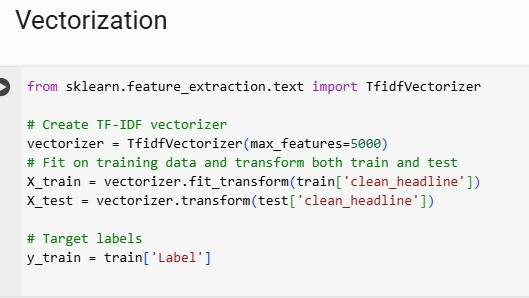 Vectorization
from sklearn.feature_extraction.text import TfidfVectorizer
# Create TF-IDF vectorizer
vectorizer = TfidfVectorizer(max_features=5000)
# Fit on training data and transform both train and test
X_train = vectorizer.fit_transform(train['clean_headline'])
X_test = vectorizer.transform(test['clean_headline'])
# Target labels
y_train = train['Label']